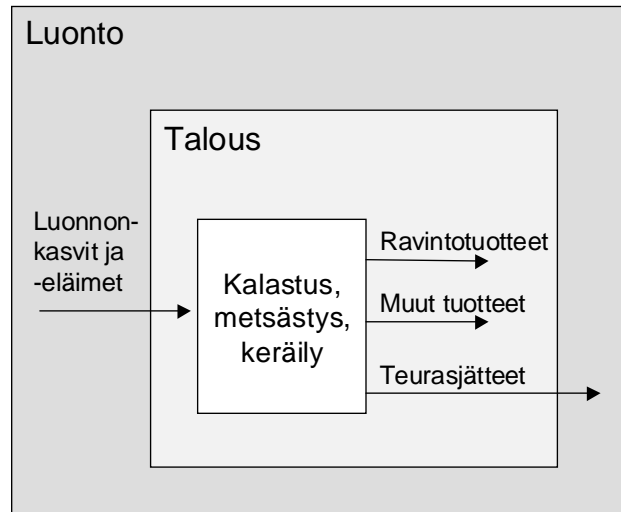 Luonto
Talous
Luonnon-
kasvit ja
-eläimet
Kalastus,
metsästys,
keräily
Ravintotuotteet
Muut tuotteet
Teurasjätteet